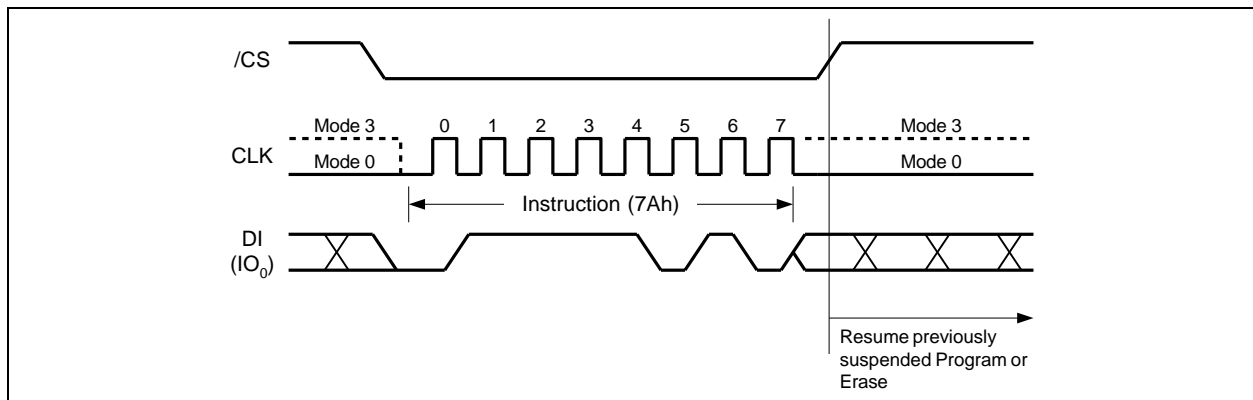 /CS
Mode 3
0 1 2 3 4 5 6 7
Mode 3
CLK
Mode 0
Mode 0
Instruction (7Ah)
DI
(IO₀)
Resume previously
suspended Program or
Erase